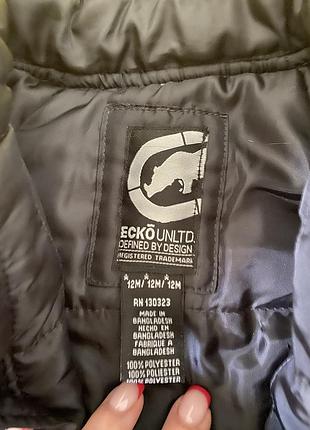 ECKŌ UNLTD.
DEFINED BY DESIGN
REGISTERED TRADEMARK
12M/ 12M/ 12M
RN 130323
MADE IN
BANGLADESH
HECHO EN
BANGLADESH
FABRIQUE A
BANGLADESH
100% POLYESTER
100% POLIESTER
100% POLYESTER